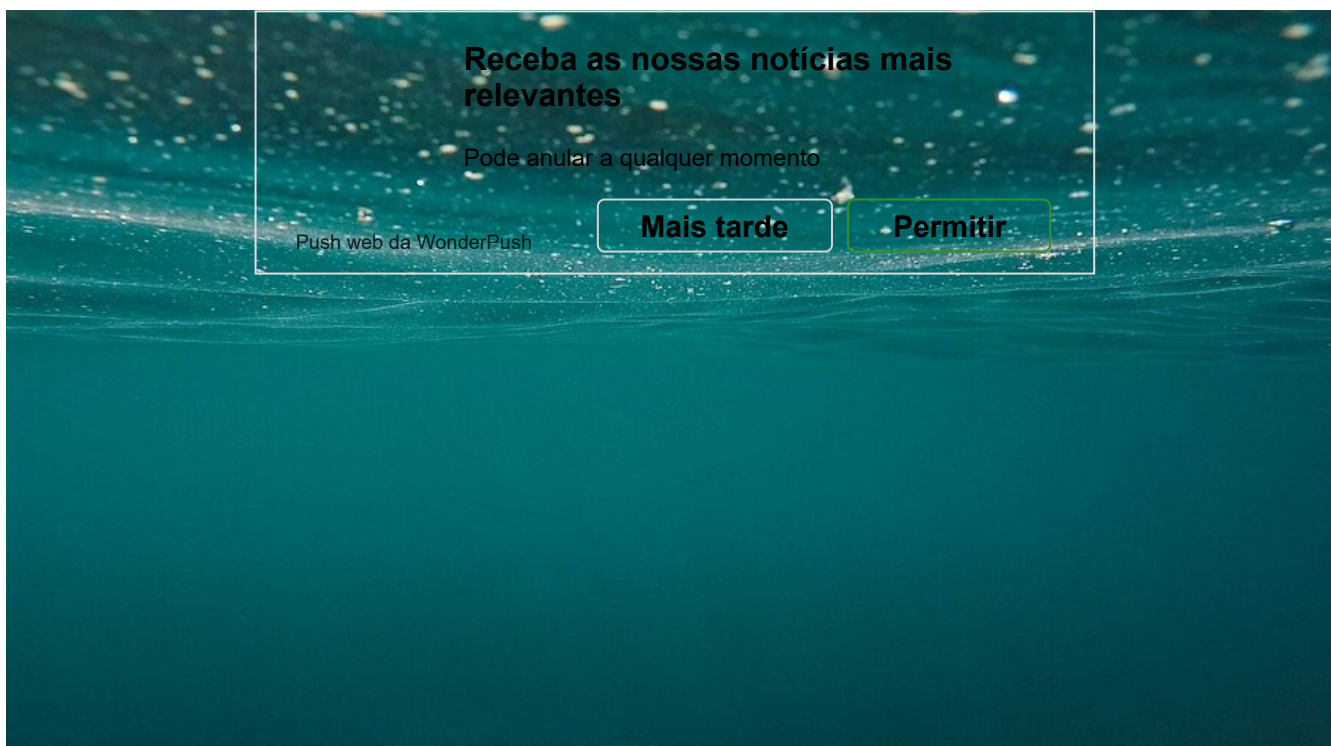 Receba as nossas notícias mais
relevantes
Pode anular a qualquer momento
Mais tarde
Permitir
Push web da WonderPush